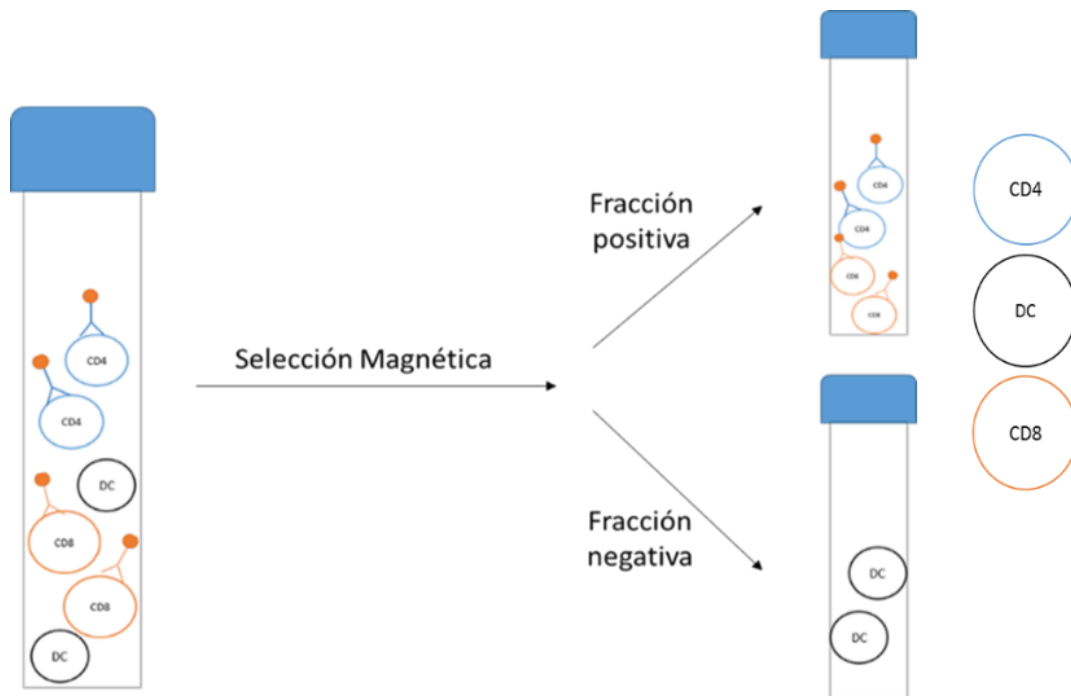 CD4
CD4
DC
CD8
CD8
DC
Selección Magnética
Fracción
positiva
Fracción
negativa
CD4
CD4
CD8
CD8
DC
DC
CD4
DC
CD8